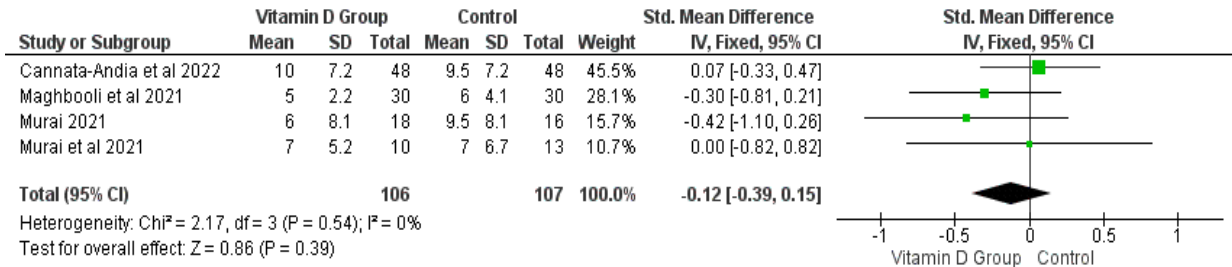 Vitamin D Group Control Std. Mean Difference Std. Mean Difference
Study or Subgroup Mean SD Total Mean SD Total Weight IV, Fixed, 95% CI IV, Fixed, 95% CI
Cannata-Andia et al 2022 10 7.2 48 9.5 7.2 48 45.5% 0.07 [-0.33, 0.47]
Maghbooli et al 2021 5 2.2 30 6 4.1 30 28.1% -0.30 [-0.81, 0.21]
Murai 2021 6 8.1 18 9.5 8.1 16 15.7% -0.42 [-1.10, 0.26]
Murai et al 2021 7 5.2 10 7 6.7 13 10.7% 0.00 [-0.82, 0.82]
Total (95% CI) 106 107 100.0% -0.12 [-0.39, 0.15]
Heterogeneity: Chi² = 2.17, df = 3 (P = 0.54); I² = 0%
Test for overall effect: Z = 0.86 (P = 0.39)
-1 -0.5 0 0.5 1
Vitamin D Group Control